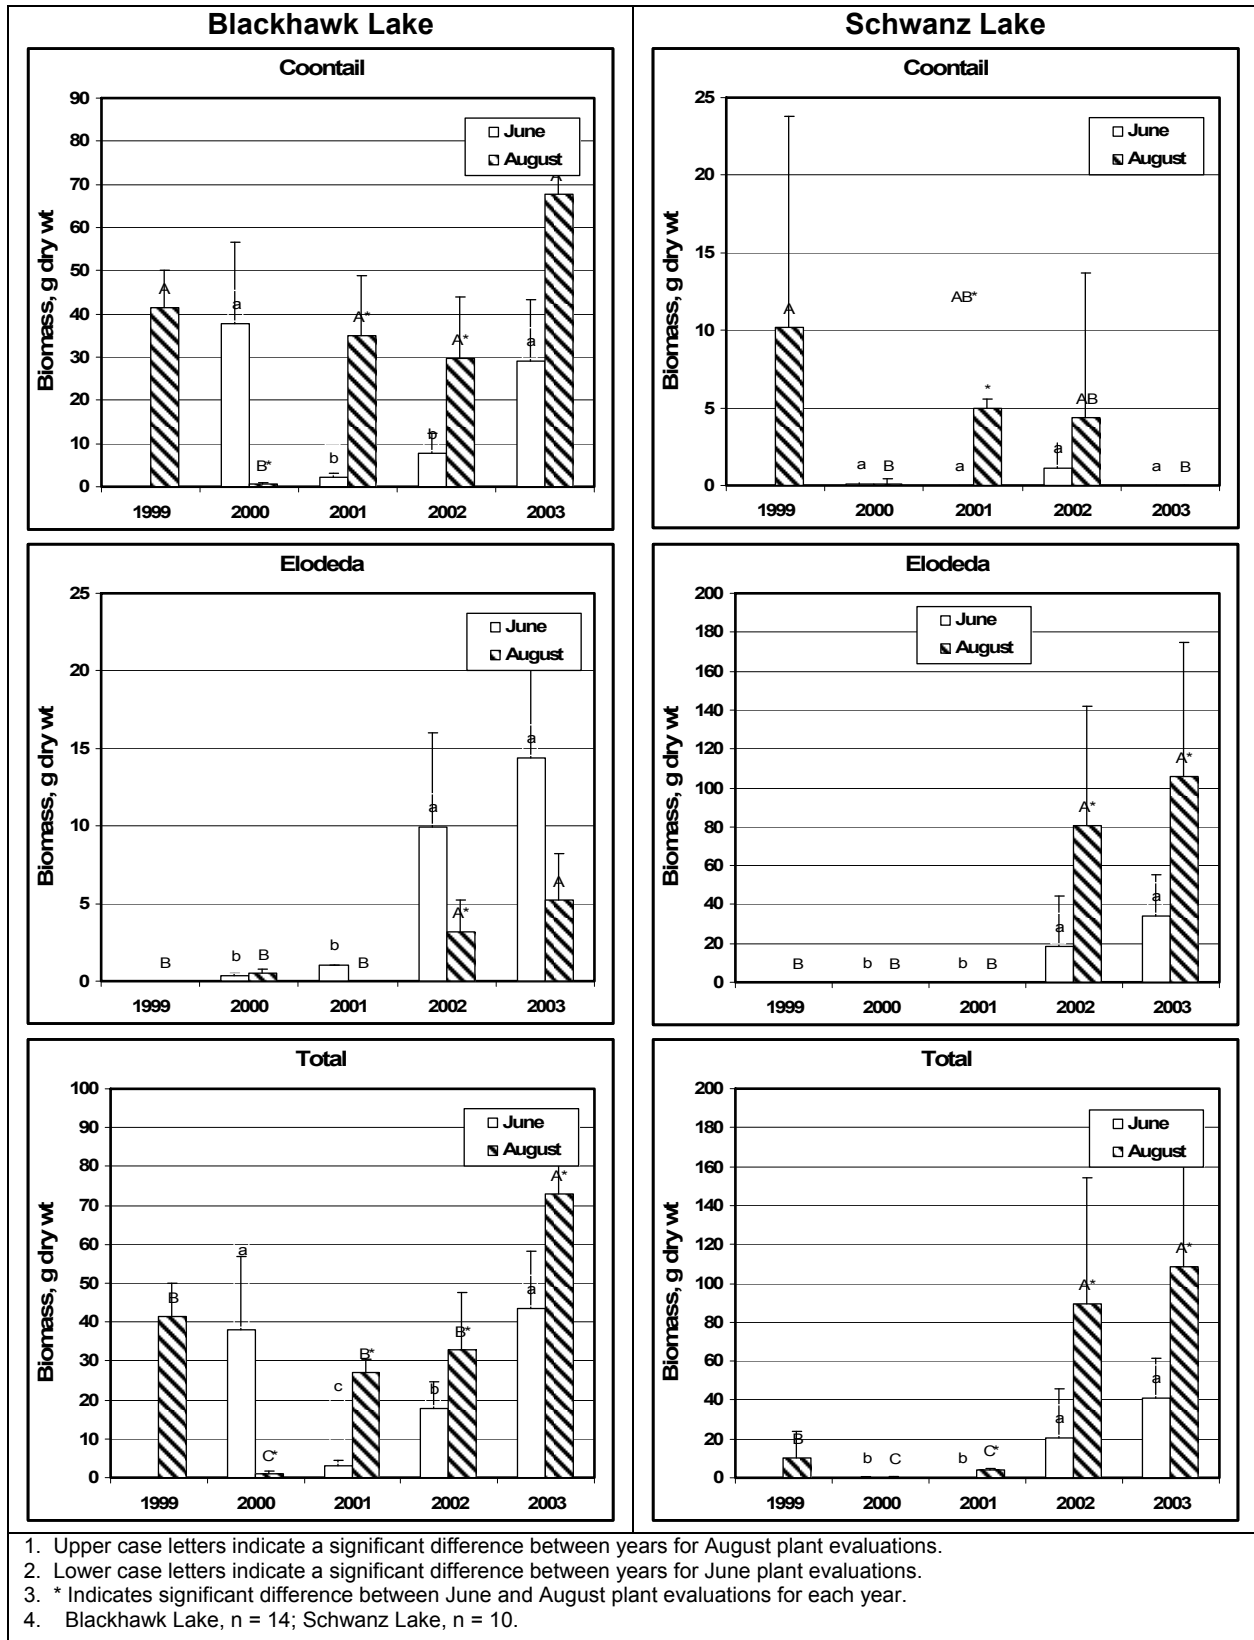 Blackhawk Lake
Coontail
Biomass, g dry wt
90
80
70
60
50
40
30
20
10
0
June
August
A
a
B*
b
A*
b
A*
a
A
1999 2000 2001 2002 2003
Elodeda
Biomass, g dry wt
25
20
15
10
5
0
June
August
B
b
B
b
B
a
A*
a
A
1999 2000 2001 2002 2003
Total
Biomass, g dry wt
100
90
80
70
60
50
40
30
20
10
0
June
August
B
a
C*
c
B*
b
B*
a
A*
1999 2000 2001 2002 2003
Schwanz Lake
Coontail
Biomass, g dry wt
25
20
15
10
5
0
June
August
A
a
B
a
AB*
*
a
AB
a
B
1999 2000 2001 2002 2003
Elodeda
Biomass, g dry wt
200
180
160
140
120
100
80
60
40
20
0
June
August
B
b
B
b
B
a
A*
a
A*
1999 2000 2001 2002 2003
Total
Biomass, g dry wt
200
180
160
140
120
100
80
60
40
20
0
June
August
B
b
C
b
C*
a
A*
a
A*
1999 2000 2001 2002 2003
1. Upper case letters indicate a significant difference between years for August plant evaluations.
2. Lower case letters indicate a significant difference between years for June plant evaluations.
3. * Indicates significant difference between June and August plant evaluations for each year.
4. Blackhawk Lake, n = 14; Schwanz Lake, n = 10.